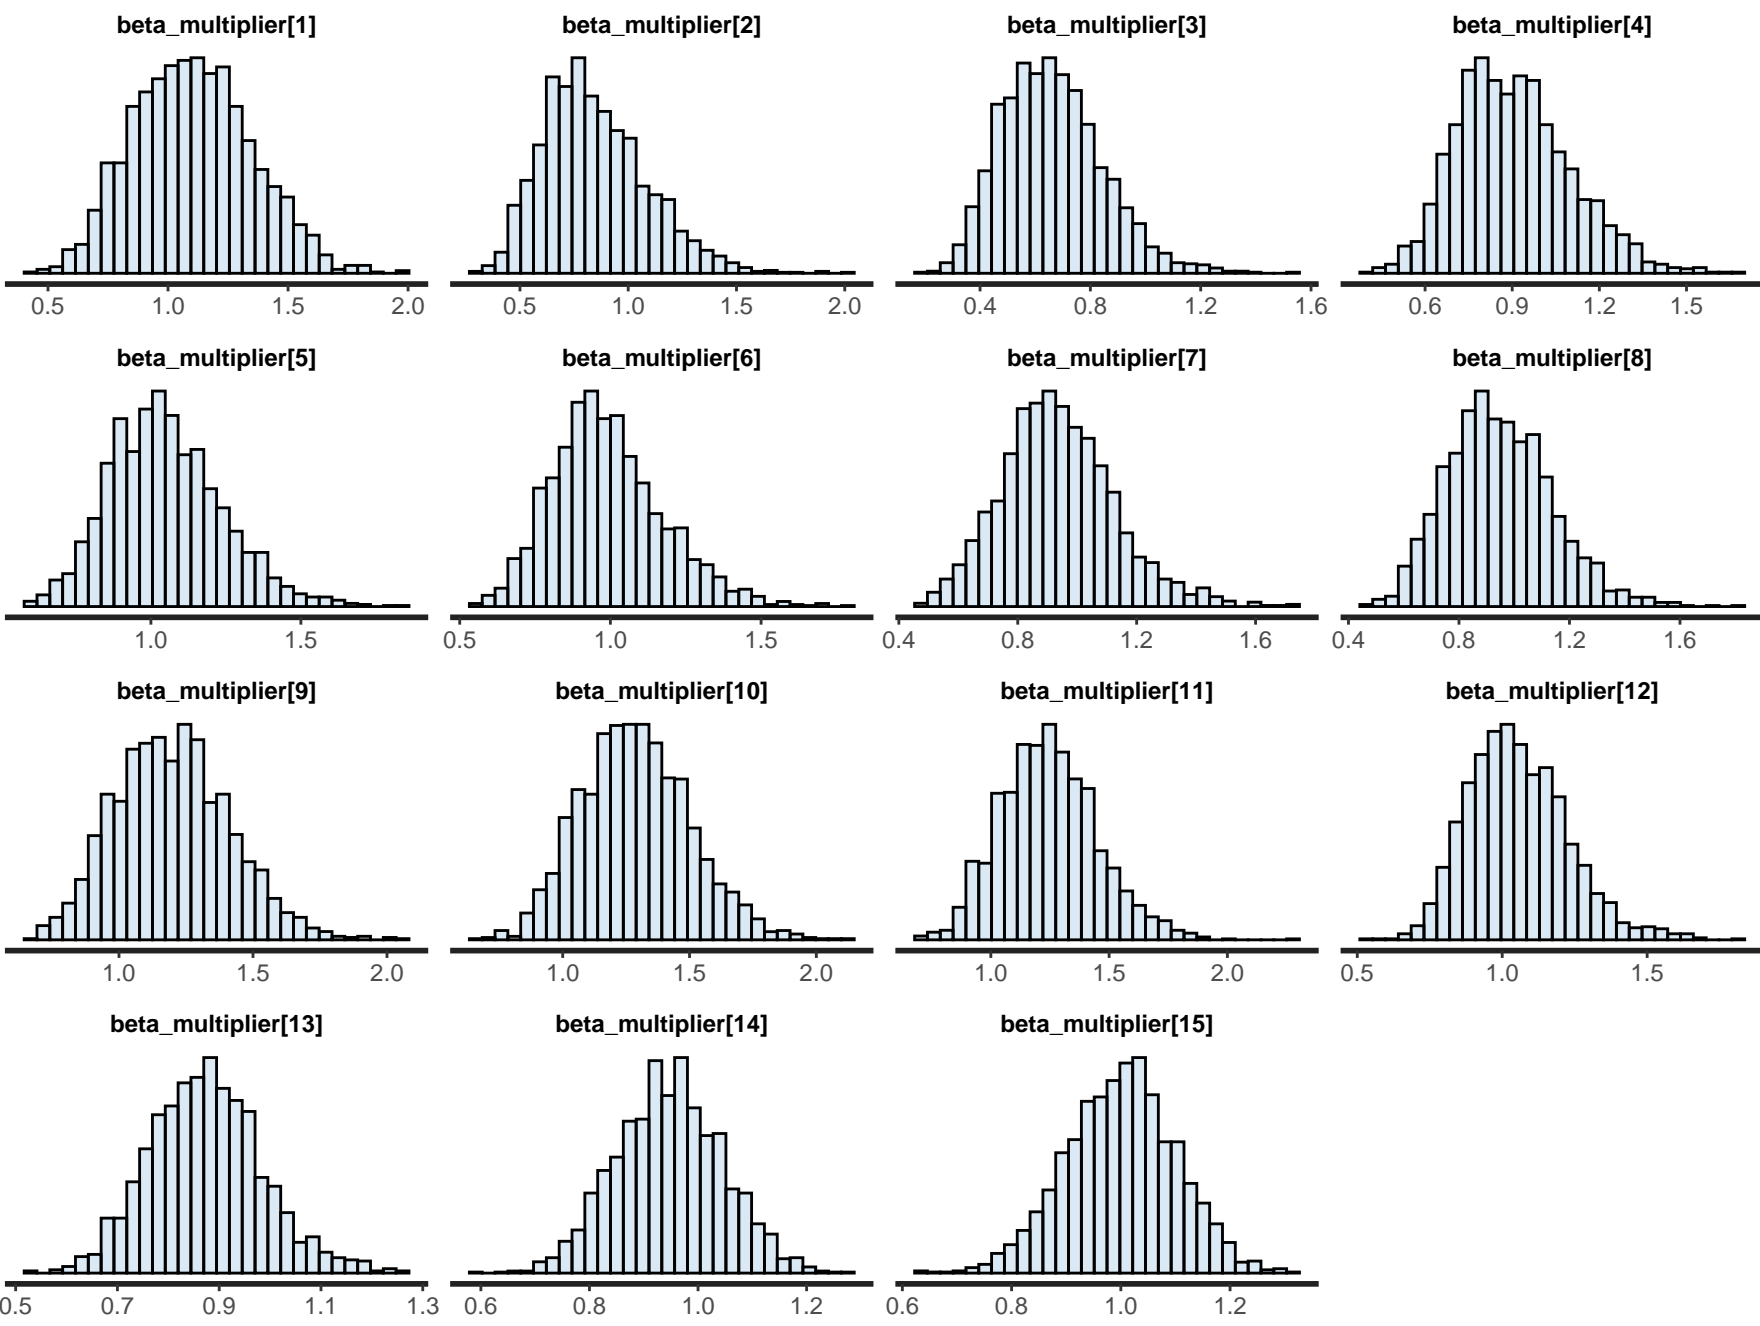 beta_multiplier[1] beta_multiplier[2] beta_multiplier[3] beta_multiplier[4]
0.5 1.0 1.5 2.0 0.5 1.0 1.5 2.0 0.4 0.8 1.2 1.6 0.6 0.9 1.2 1.5
beta_multiplier[5] beta_multiplier[6] beta_multiplier[7] beta_multiplier[8]
1.0 1.5 0.5 1.0 1.5 0.4 0.8 1.2 1.6 0.4 0.8 1.2 1.6
beta_multiplier[9] beta_multiplier[10] beta_multiplier[11] beta_multiplier[12]
1.0 1.5 2.0 1.0 1.5 2.0 1.0 1.5 2.0 0.5 1.0 1.5
beta_multiplier[13] beta_multiplier[14] beta_multiplier[15]
0.5 0.7 0.9 1.1 1.3 0.6 0.8 1.0 1.2 0.6 0.8 1.0 1.2